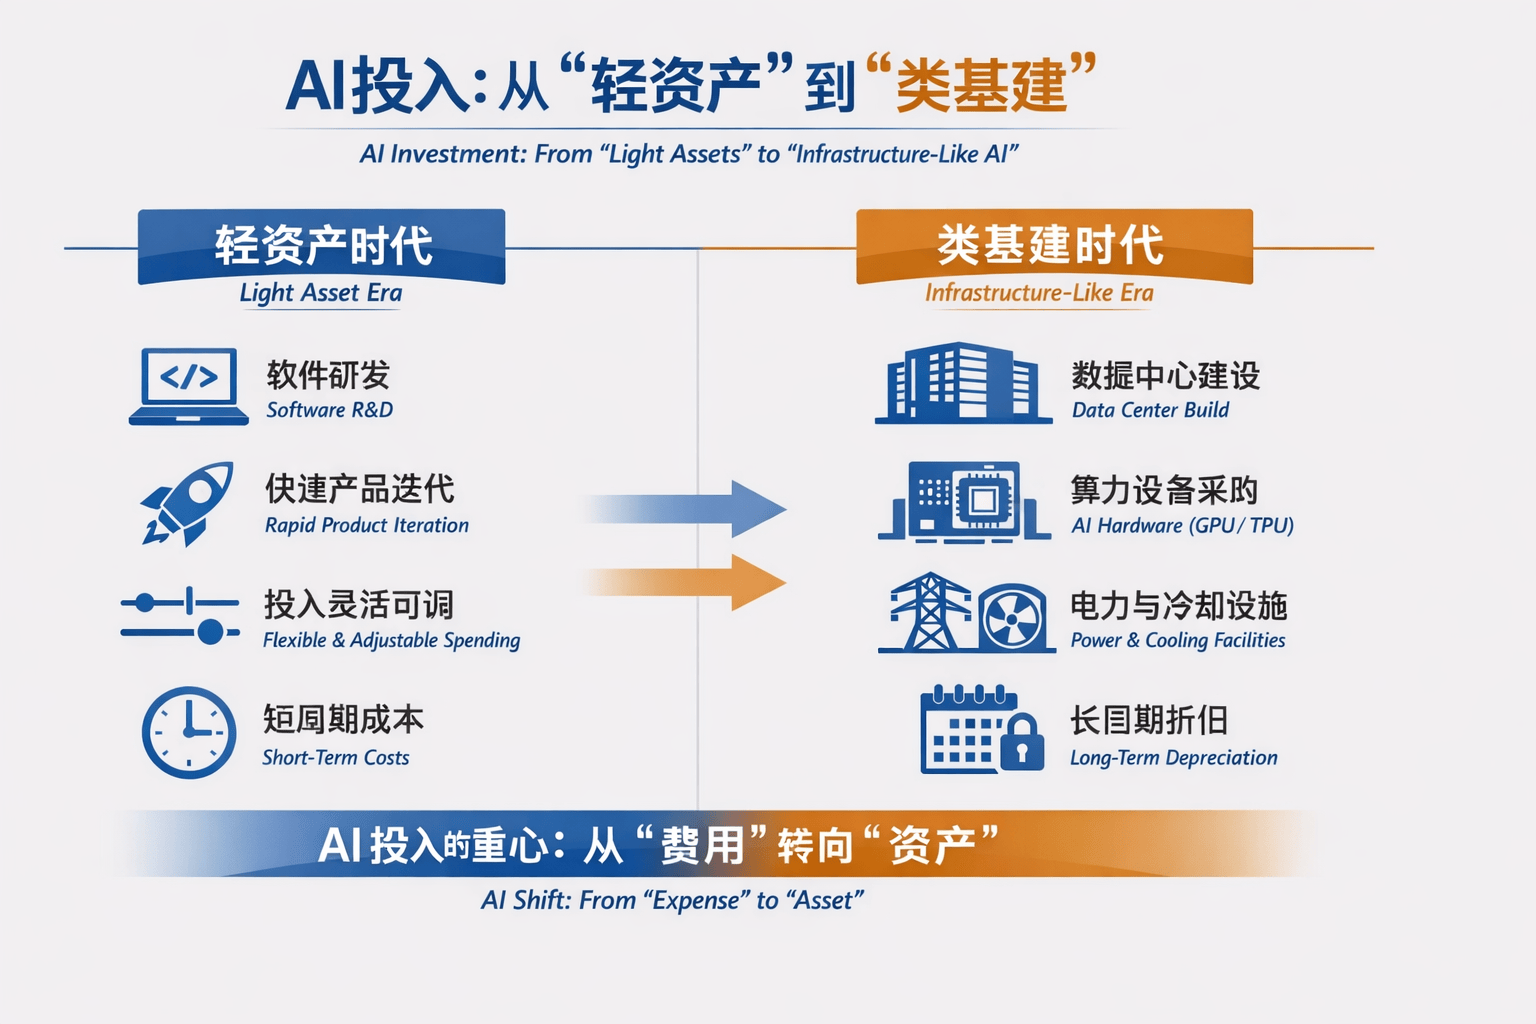 AI投入：从“轻资产”到“类基建”
AI Investment: From “Light Assets” to “Infrastructure-Like AI”
轻资产时代
Light Asset Era
软件研发
Software R&D
快速产品迭代
Rapid Product Iteration
投入灵活可调
Flexible & Adjustable Spending
短周期成本
Short-Term Costs
类基建时代
Infrastructure-Like Era
数据中心建设
Data Center Build
算力设备采购
AI Hardware (GPU / TPU)
电力与冷却设施
Power & Cooling Facilities
长周期折旧
Long-Term Depreciation
AI投入的重心：从“费用”转向“资产”
AI Shift: From “Expense” to “Asset”